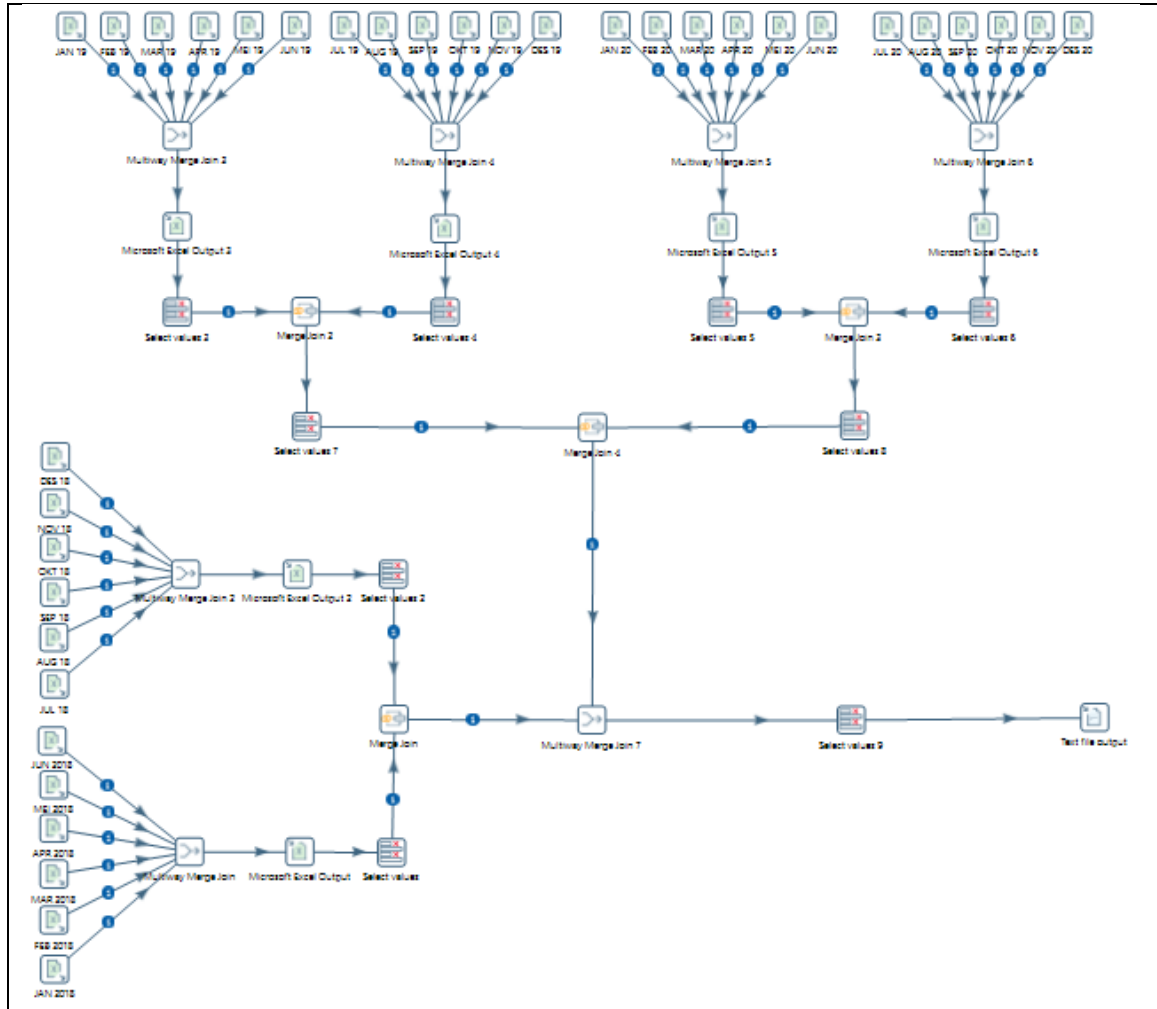 JAN 19
FEB 19
MAR 19
APR 19
MEI 19
JUN 19
JUL 19
AUG 19
SEP 19
OKT 19
NOV 19
DES 19
JAN 20
FEB 20
MAR 20
APR 20
MEI 20
JUN 20
JUL 20
AUG 20
SEP 20
OKT 20
NOV 20
DES 20
Multiway Merge Join 3
Multiway Merge Join 4
Multiway Merge Join 5
Multiway Merge Join 6
Microsoft Excel Output 3
Microsoft Excel Output 4
Microsoft Excel Output 5
Microsoft Excel Output 6
Select values 3
Merge Join 2
Select values 4
Select values 5
Merge Join 3
Select values 6
Select values 7
Merge Join 4
Select values 8
DES 18
NOV 18
OKT 18
SEP 18
AUG 18
JUL 18
Multiway Merge Join 2
Microsoft Excel Output 2
Select values 2
Merge Join
Multiway Merge Join 7
Select values 9
Text file output
JUN 2018
MEI 2018
APR 2018
MAR 2018
FEB 2018
JAN 2018
Multiway Merge Join
Microsoft Excel Output
Select values